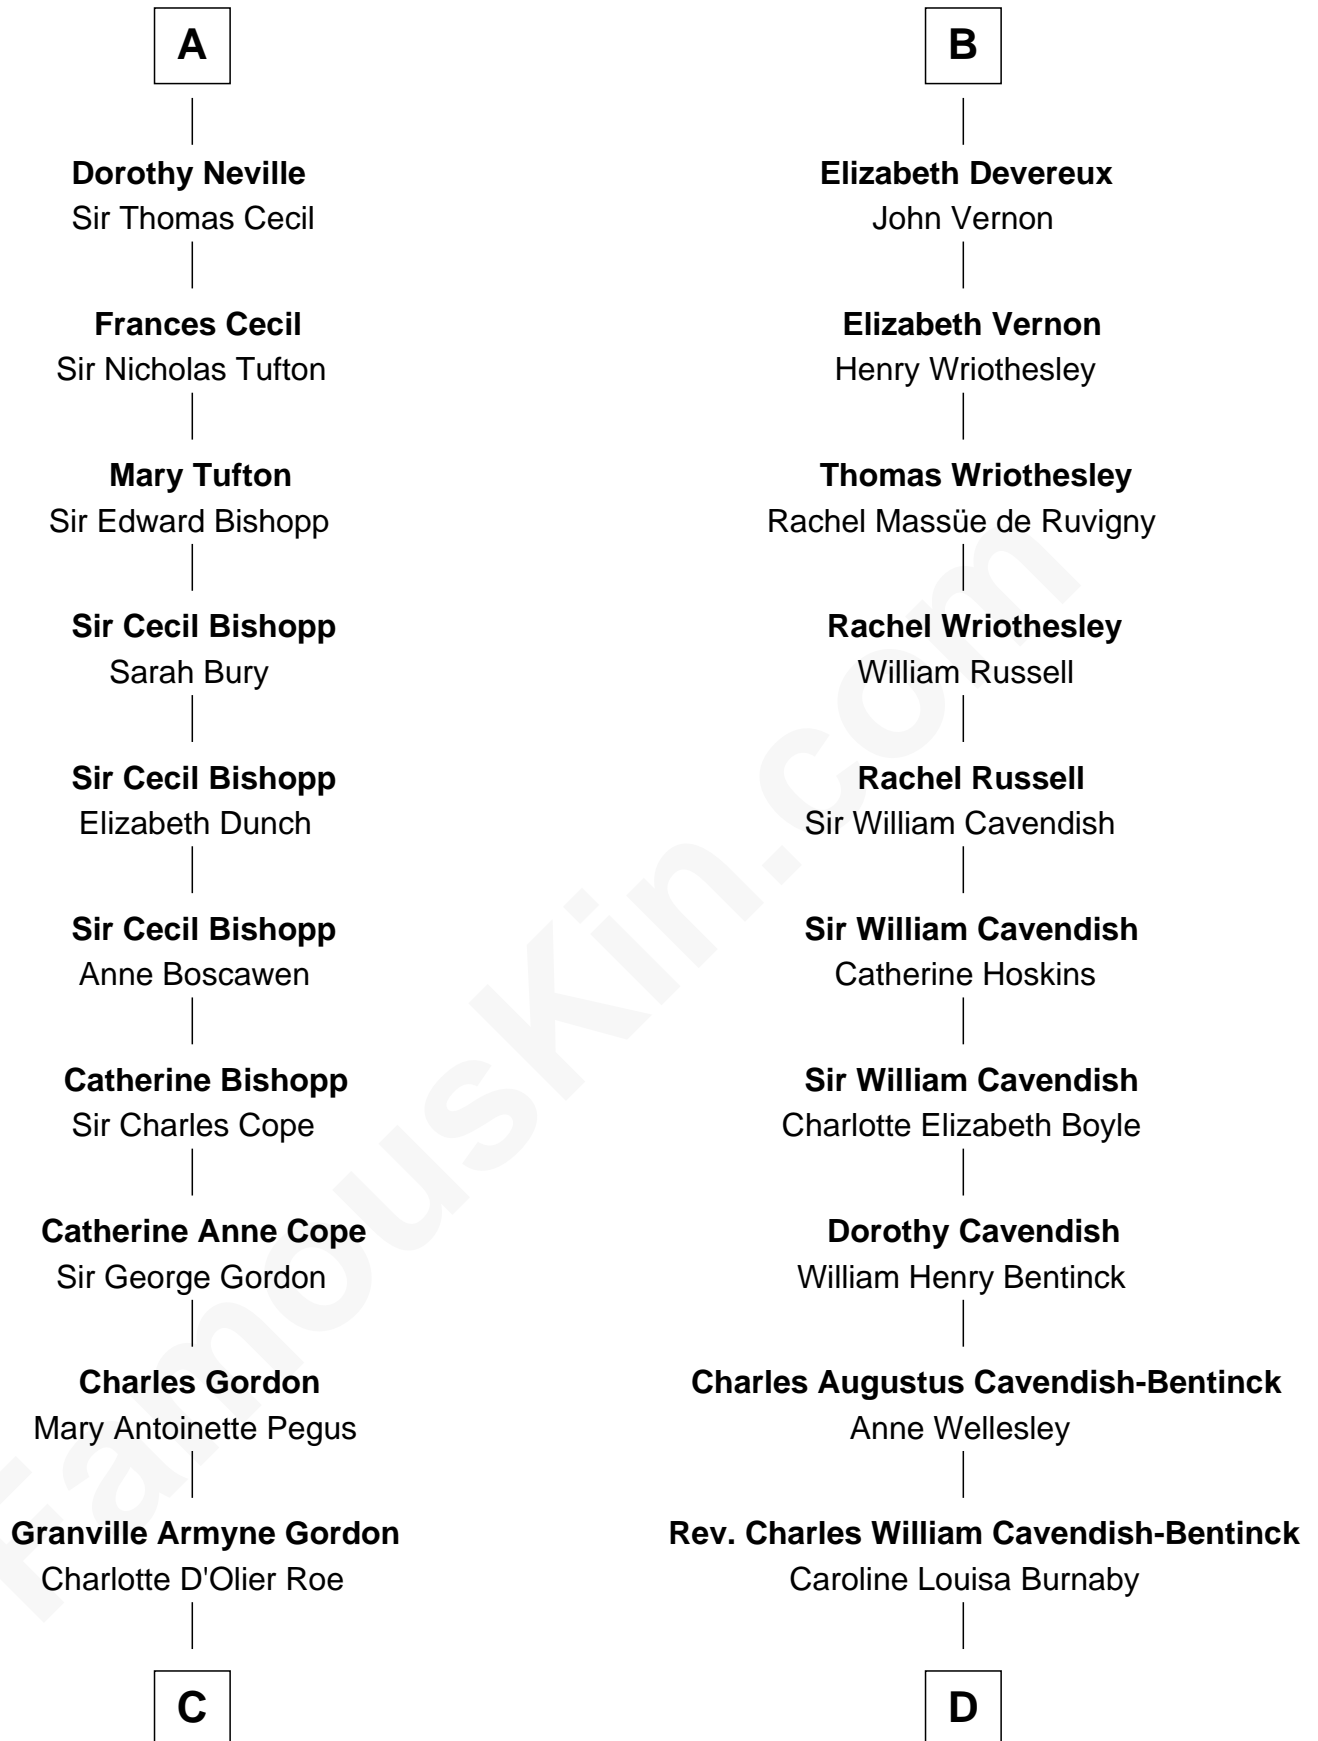 A
Dorothy Neville
Sir Thomas Cecil
Frances Cecil
Sir Nicholas Tufton
Mary Tufton
Sir Edward Bishopp
Sir Cecil Bishopp
Sarah Bury
Sir Cecil Bishopp
Elizabeth Dunch
Sir Cecil Bishopp
Anne Boscawen
Catherine Bishopp
Sir Charles Cope
Catherine Anne Cope
Sir George Gordon
Charles Gordon
Mary Antoinette Pegus
Granville Armyne Gordon
Charlotte D'Olier Roe
C
B
Elizabeth Devereux
John Vernon
Elizabeth Vernon
Henry Wriothesley
Thomas Wriothesley
Rachel Massüe de Ruvigny
Rachel Wriothesley
William Russell
Rachel Russell
Sir William Cavendish
Sir William Cavendish
Catherine Hoskins
Sir William Cavendish
Charlotte Elizabeth Boyle
Dorothy Cavendish
William Henry Bentinck
Charles Augustus Cavendish-Bentinck
Anne Wellesley
Rev. Charles William Cavendish-Bentinck
Caroline Louisa Burnaby
D
FamousKin.com